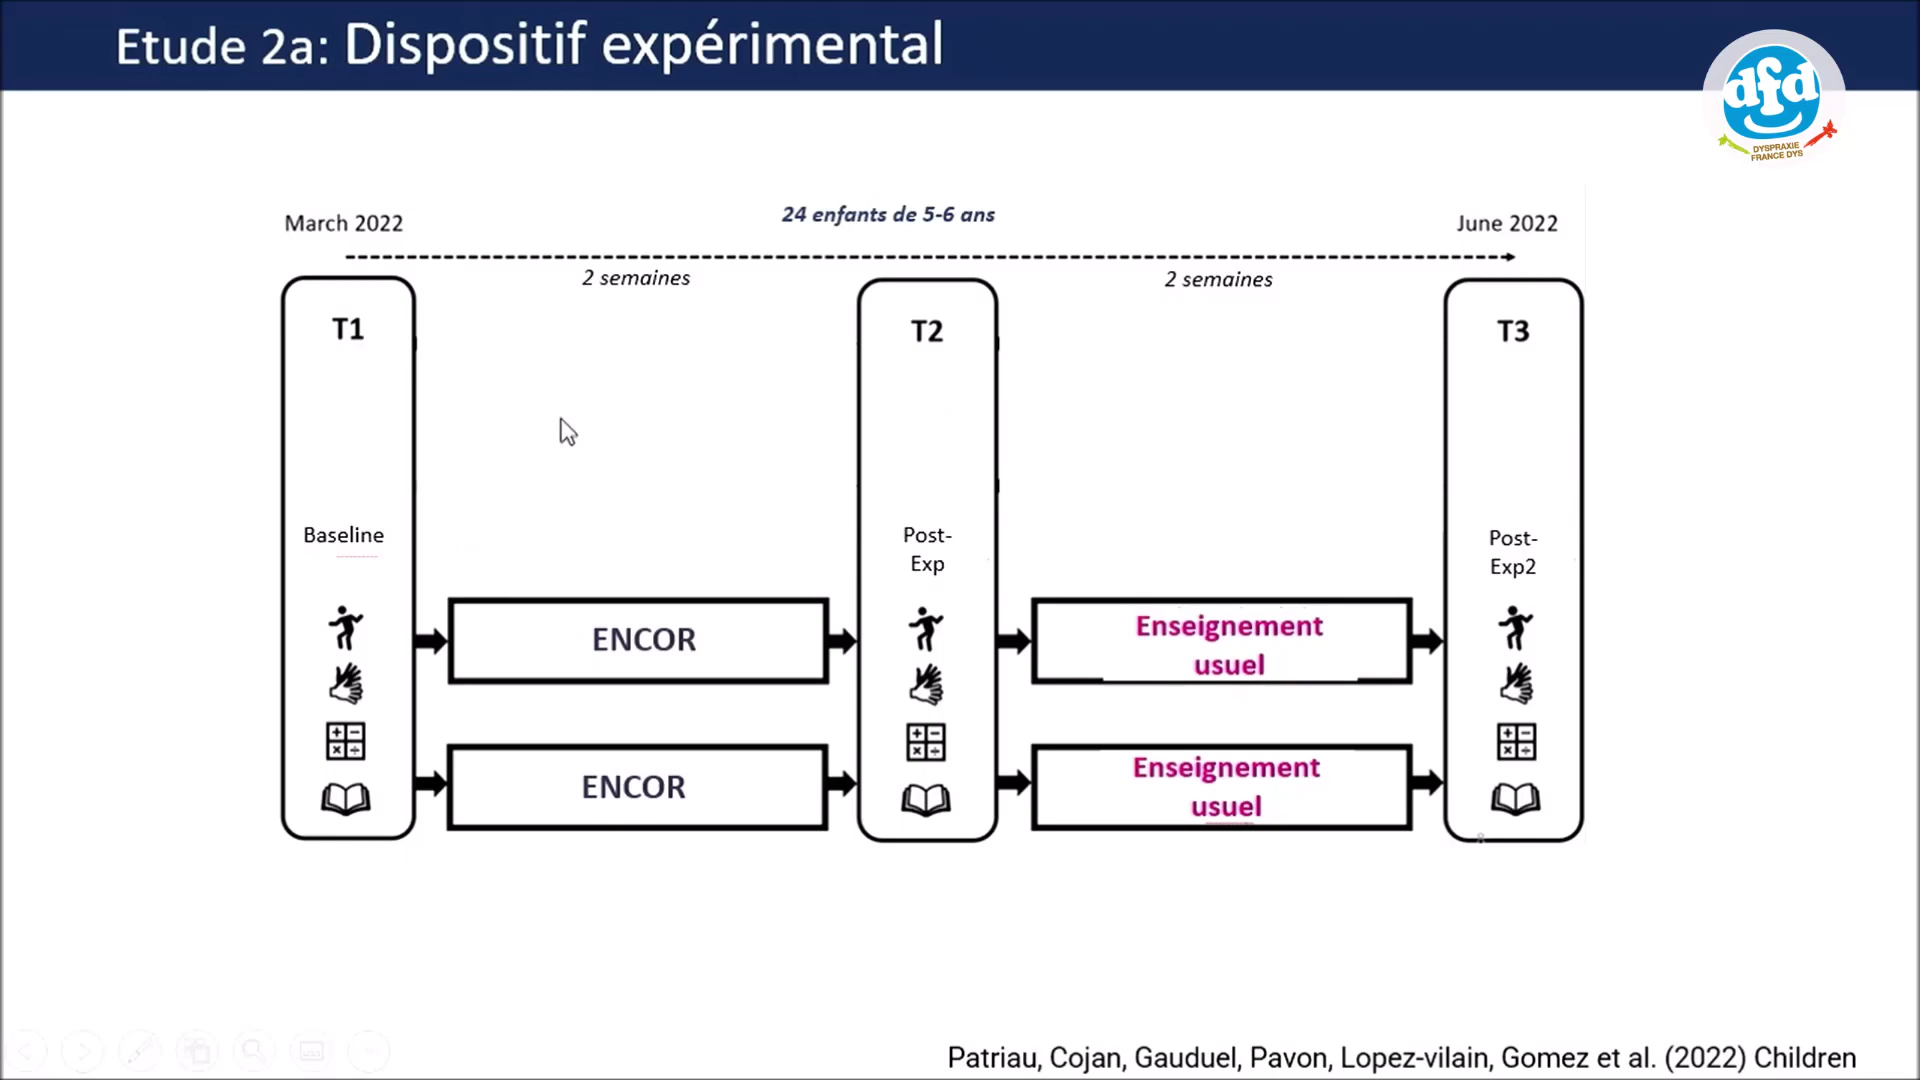 Etude 2a: Dispositif expérimental
dfd
DYSPRAXIE
FRANCE DYS
March 2022
24 enfants de 5-6 ans
June 2022
2 semaines
2 semaines
T1
T2
T3
Baseline
Post-
Exp
Post-
Exp2
ENCOR
Enseignement
usuel
ENCOR
Enseignement
usuel
8
Patriau, Cojan, Gauduel, Pavon, Lopez-vilain, Gomez et al. (2022) Children